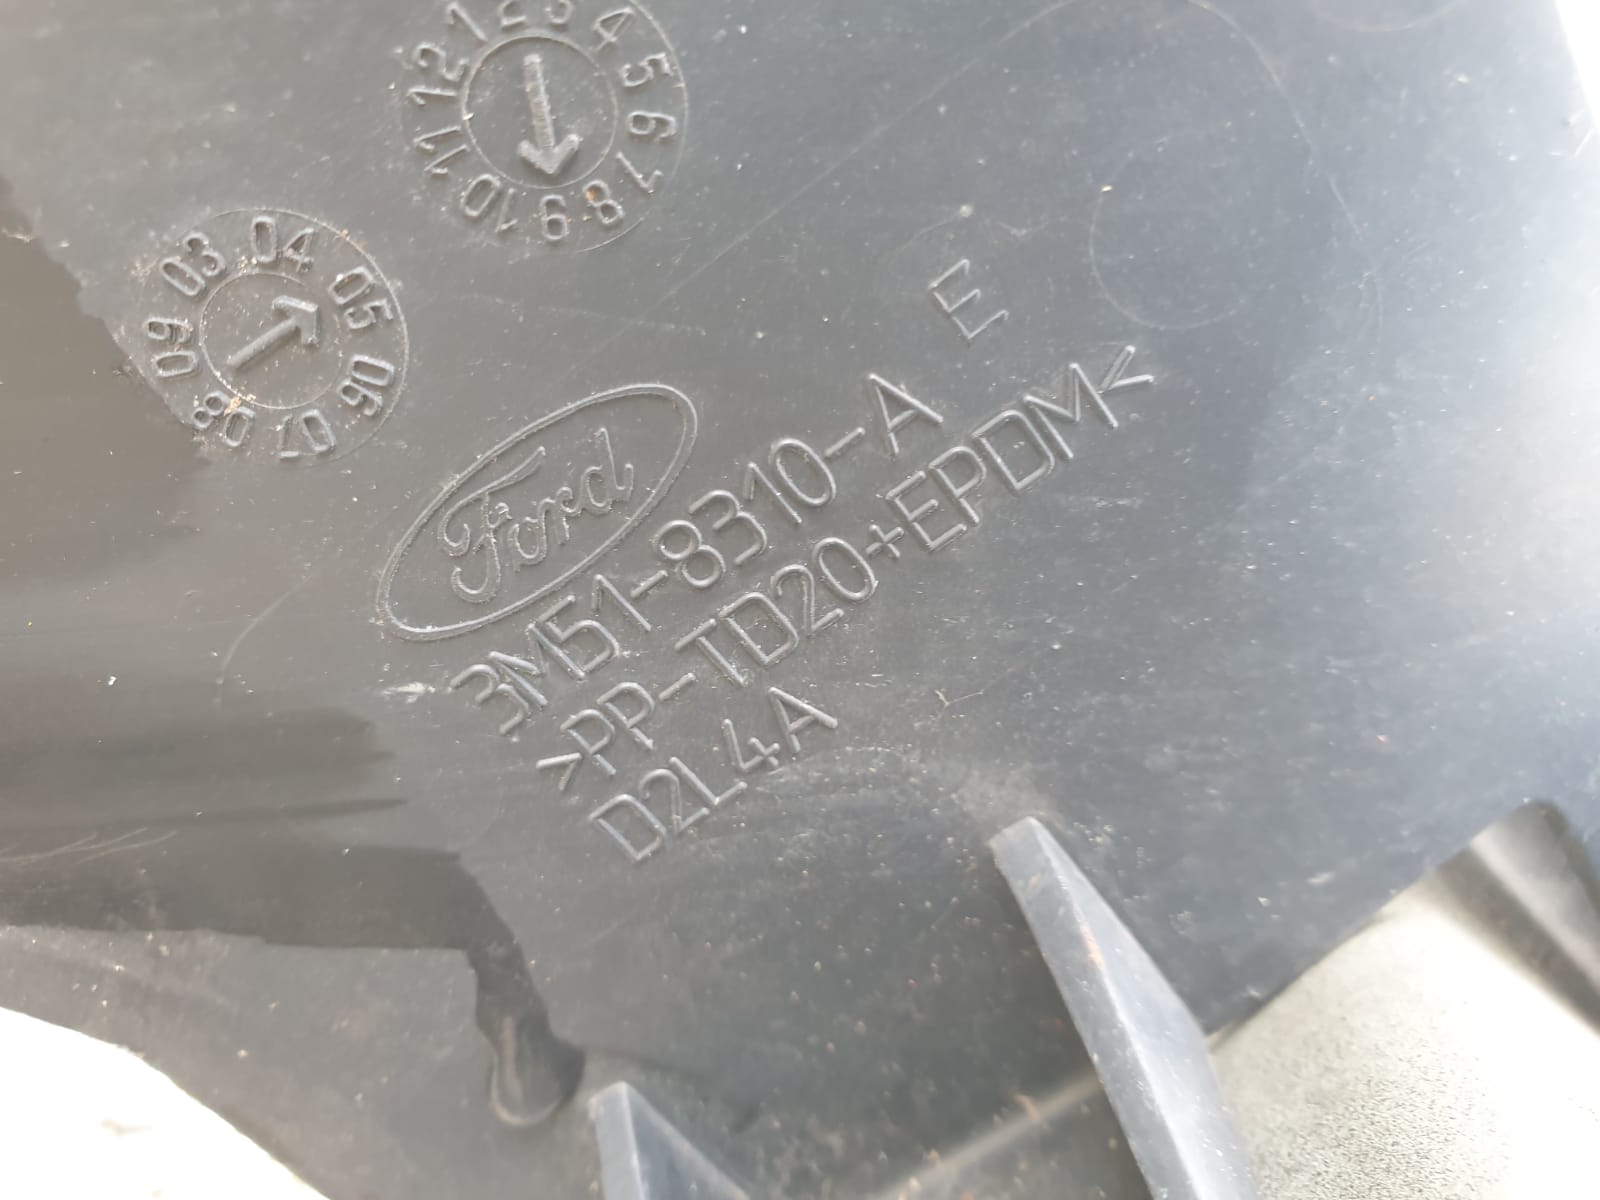 1 2 3 4 5 6 7 8 9 10 11 12
03 04 05 06 07 08 09
Ford
E
3M51-8310-A
>PP-TD20+EPDM<
D2L4A